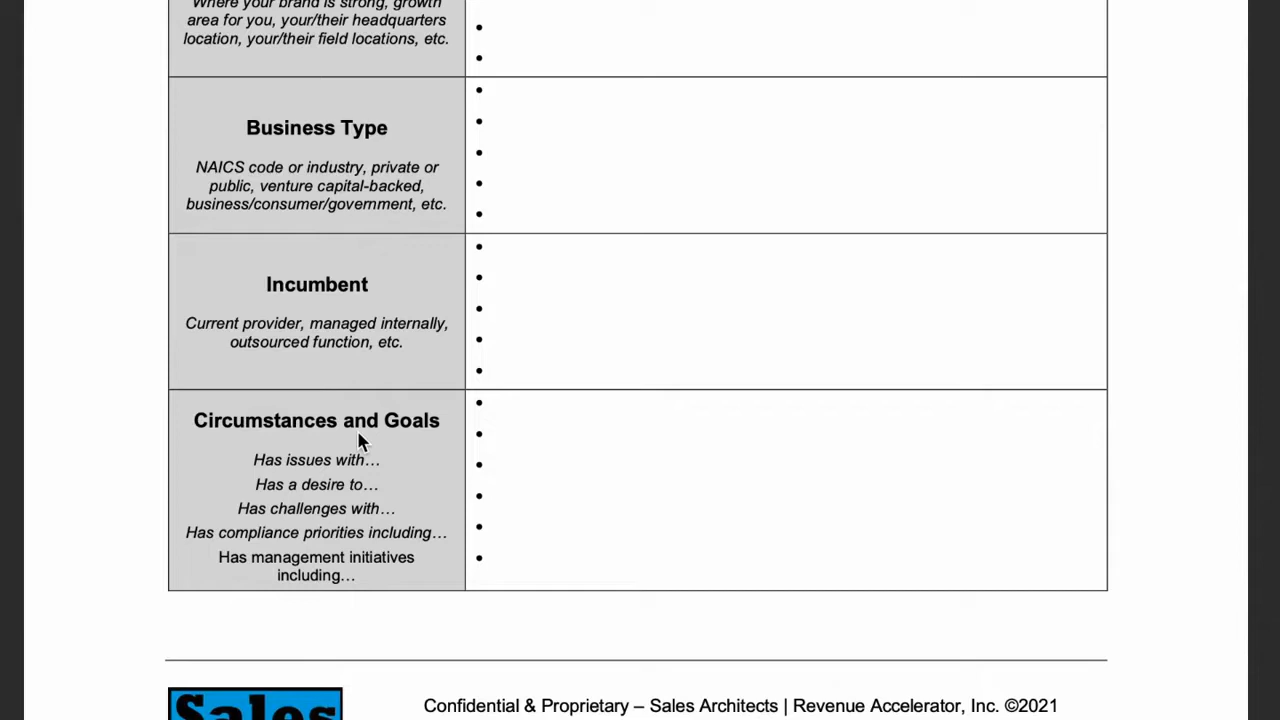 Where your brand is strong, growth
area for you, your/their headquarters
location, your/their field locations, etc.
Business Type
NAICS code or industry, private or
public, venture capital-backed,
business/consumer/government, etc.
Incumbent
Current provider, managed internally,
outsourced function, etc.
Circumstances and Goals
Has issues with…
Has a desire to…
Has challenges with…
Has compliance priorities including…
Has management initiatives
including…
Sales
Confidential & Proprietary – Sales Architects | Revenue Accelerator, Inc. ©2021